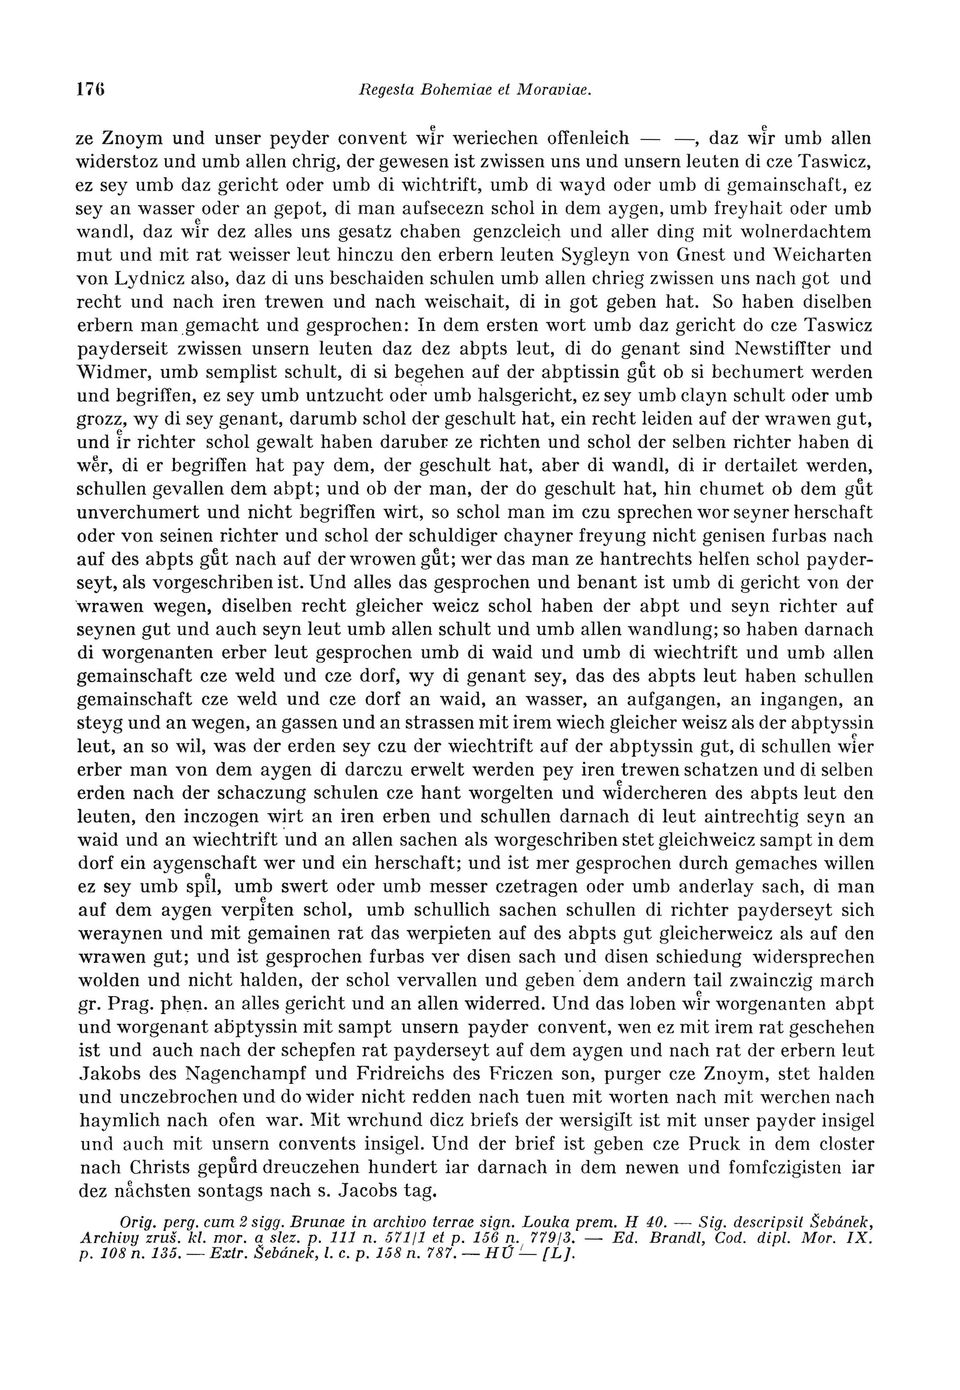 176 Regesta Bohemiae et Moraviae.
ze Znoym und unser peyder convent wiͤr weriechen offenleich — —, daz wiͤr umb allen
widerstoz und umb allen chrig, der gewesen ist zwissen uns und unsern leuten di cze Taswicz,
ez sey umb daz gericht oder umb di wichtrift, umb di wayd oder umb di gemainschaft, ez
sey an wasser oder an gepot, di man aufsecezn schol in dem aygen, umb freyhait oder umb
wandl, daz wiͤr dez alles uns gesatz chaben genzcleich und aller ding mit wolnerdachtem
mut und mit rat weisser leut hinczu den erbern leuten Sygleyn von Gnest und Weicharten
von Lydnicz also, daz di uns beschaiden schulen umb allen chrieg zwissen uns nach got und
recht und nach iren trewen und nach weischait, di in got geben hat. So haben diselben
erbern man gemacht und gesprochen: In dem ersten wort umb daz gericht do cze Taswicz
payderseit zwissen unsern leuten daz dez abpts leut, di do genant sind Newstiffter und
Widmer, umb semplist schult, di si begehen auf der abptissin guͤt ob si bechumert werden
und begriffen, ez sey umb untzucht oder umb halsgericht, ez sey umb clayn schult oder umb
grozz, wy di sey genant, darumb schol der geschult hat, ein recht leiden auf der wrawen gut,
und iͤr richter schol gewalt haben daruber ze richten und schol der selben richter haben di
weͤr, di er begriffen hat pay dem, der geschult hat, aber di wandl, di ir dertailet werden,
schullen gevallen dem abpt; und ob der man, der do geschult hat, hin chumet ob dem guͤt
unverchumert und nicht begriffen wirt, so schol man im czu sprechen wor seyner herschaft
oder von seinen richter und schol der schuldiger chayner freyung nicht genisen furbas nach
auf des abpts guͤt nach auf der wrowen guͤt; wer das man ze hantrechts helfen schol payder-
seyt, als vorgeschriben ist. Und alles das gesprochen und benant ist umb di gericht von der
wrawen wegen, diselben recht gleicher weicz schol haben der abpt und seyn richter auf
seynen gut und auch seyn leut umb allen schult und umb allen wandlung; so haben darnach
di worgenanten erber leut gesprochen umb di waid und umb di wiechtrift und umb allen
gemainschaft cze weld und cze dorf, wy di genant sey, das des abpts leut haben schullen
gemainschaft cze weld und cze dorf an waid, an wasser, an aufgangen, an ingangen, an
steyg und an wegen, an gassen und an strassen mit irem wiech gleicher weisz als der abptyssin
leut, an so wil, was der erden sey czu der wiechtrift auf der abptyssin gut, di schullen wieͤr
erber man von dem aygen di darczu erwelt werden pey iren trewen schatzen und di selben
erden nach der schaczung schulen cze hant worgelten und wiͤdercheren des abpts leut den
leuten, den inczogen wirt an iren erben und schullen darnach di leut aintrechtig seyn an
waid und an wiechtrift und an allen sachen als worgeschriben stet gleichweicz sampt in dem
dorf ein aygenschaft wer und ein herschaft; und ist mer gesprochen durch gemaches willen
ez sey umb spiͤl, umb swert oder umb messer czetragen oder umb anderlay sach, di man
auf dem aygen verpiͤten schol, umb schullich sachen schullen di richter payderseyt sich
weraynen und mit gemainen rat das werpieten auf des abpts gut gleicherweicz als auf den
wrawen gut; und ist gesprochen furbas ver disen sach und disen schiedung widersprechen
wolden und nicht halden, der schol vervallen und geben dem andern tail zwainczig march
gr. Prag. phen. an alles gericht und an allen widerred. Und das loben wiͤr worgenanten abpt
und worgenant abptyssin mit sampt unsern payder convent, wen ez mit irem rat geschehen
ist und auch nach der schepfen rat payderseyt auf dem aygen und nach rat der erbern leut
Jakobs des Nagenchampf und Fridreichs des Friczen son, purger cze Znoym, stet halden
und unczebrochen und do wider nicht redden nach tuen mit worten nach mit werchen nach
haymlich nach ofen war. Mit wrchund dicz briefs der wersigilt ist mit unser payder insigel
und auch mit unsern convents insigel. Und der brief ist geben cze Pruck in dem closter
nach Christs gepuͤrd dreuczehen hundert iar darnach in dem newen und fomfczigisten iar
dez naͤchsten sontags nach s. Jacobs tag.
Orig. perg. cum 2 sigg. Brunae in archivo terrae sign. Louka prem. H 40. — Sig. descripsit Šebánek,
Archivy zruš. kl. mor. a slez. p. 111 n. 571/1 et p. 156 n. 779/3. — Ed. Brandl, Cod. dipl. Mor. IX.
p. 108 n. 135. — Extr. Šebánek, l. c. p. 158 n. 787. — HÚ — [L].